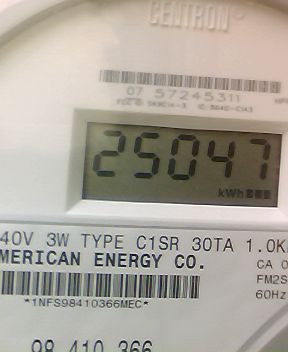 CENTRON®
07 57245311
25047
kWh
40V 3W TYPE C1SR 30TA 1.0K
MERICAN ENERGY CO.
CA 0
FM2S
*1NFS98410366MEC*
60Hz
98 410 366